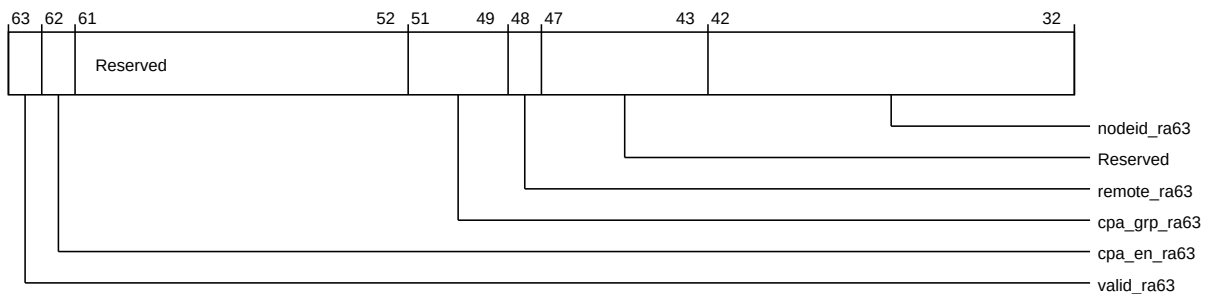 63 62 61 52 51 49 48 47 43 42 32
Reserved
nodeid_ra63
Reserved
remote_ra63
cpa_grp_ra63
cpa_en_ra63
valid_ra63